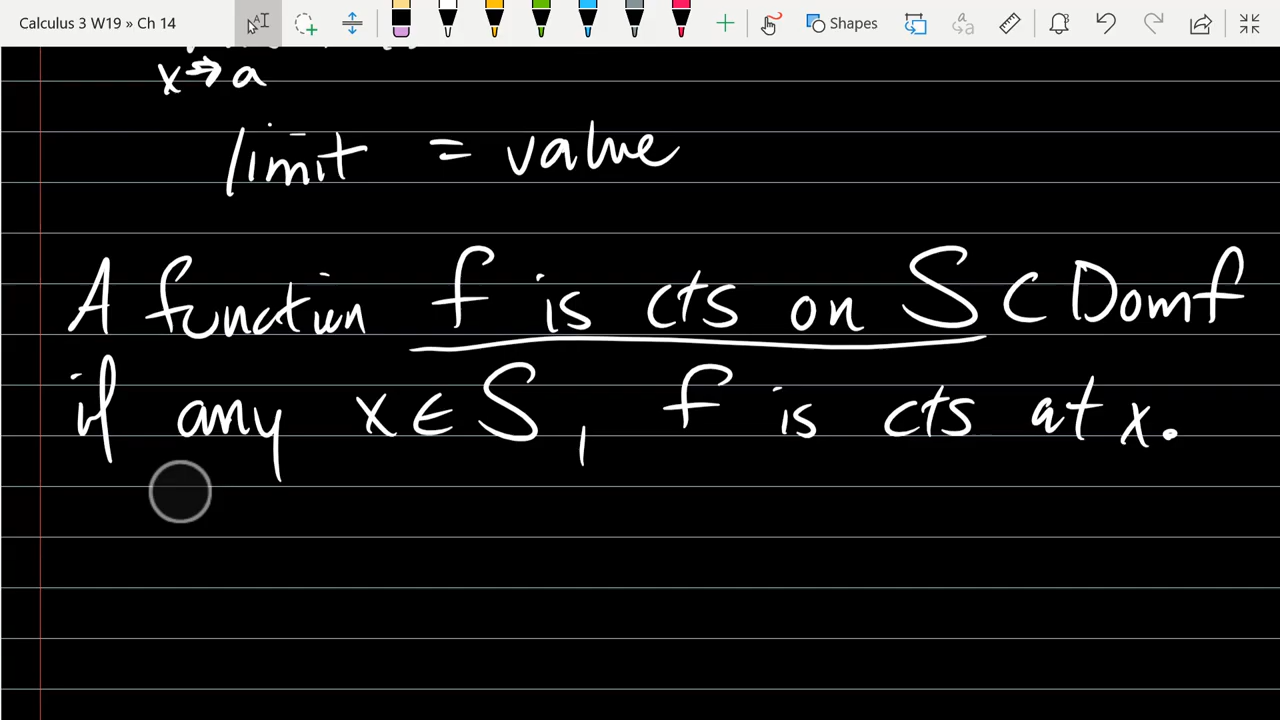 Calculus 3 W19 » Ch 14
Shapes
x → a
limit = value
A function f is cts on S ⊂ Domf
if any x ∈ S, f is cts at x.